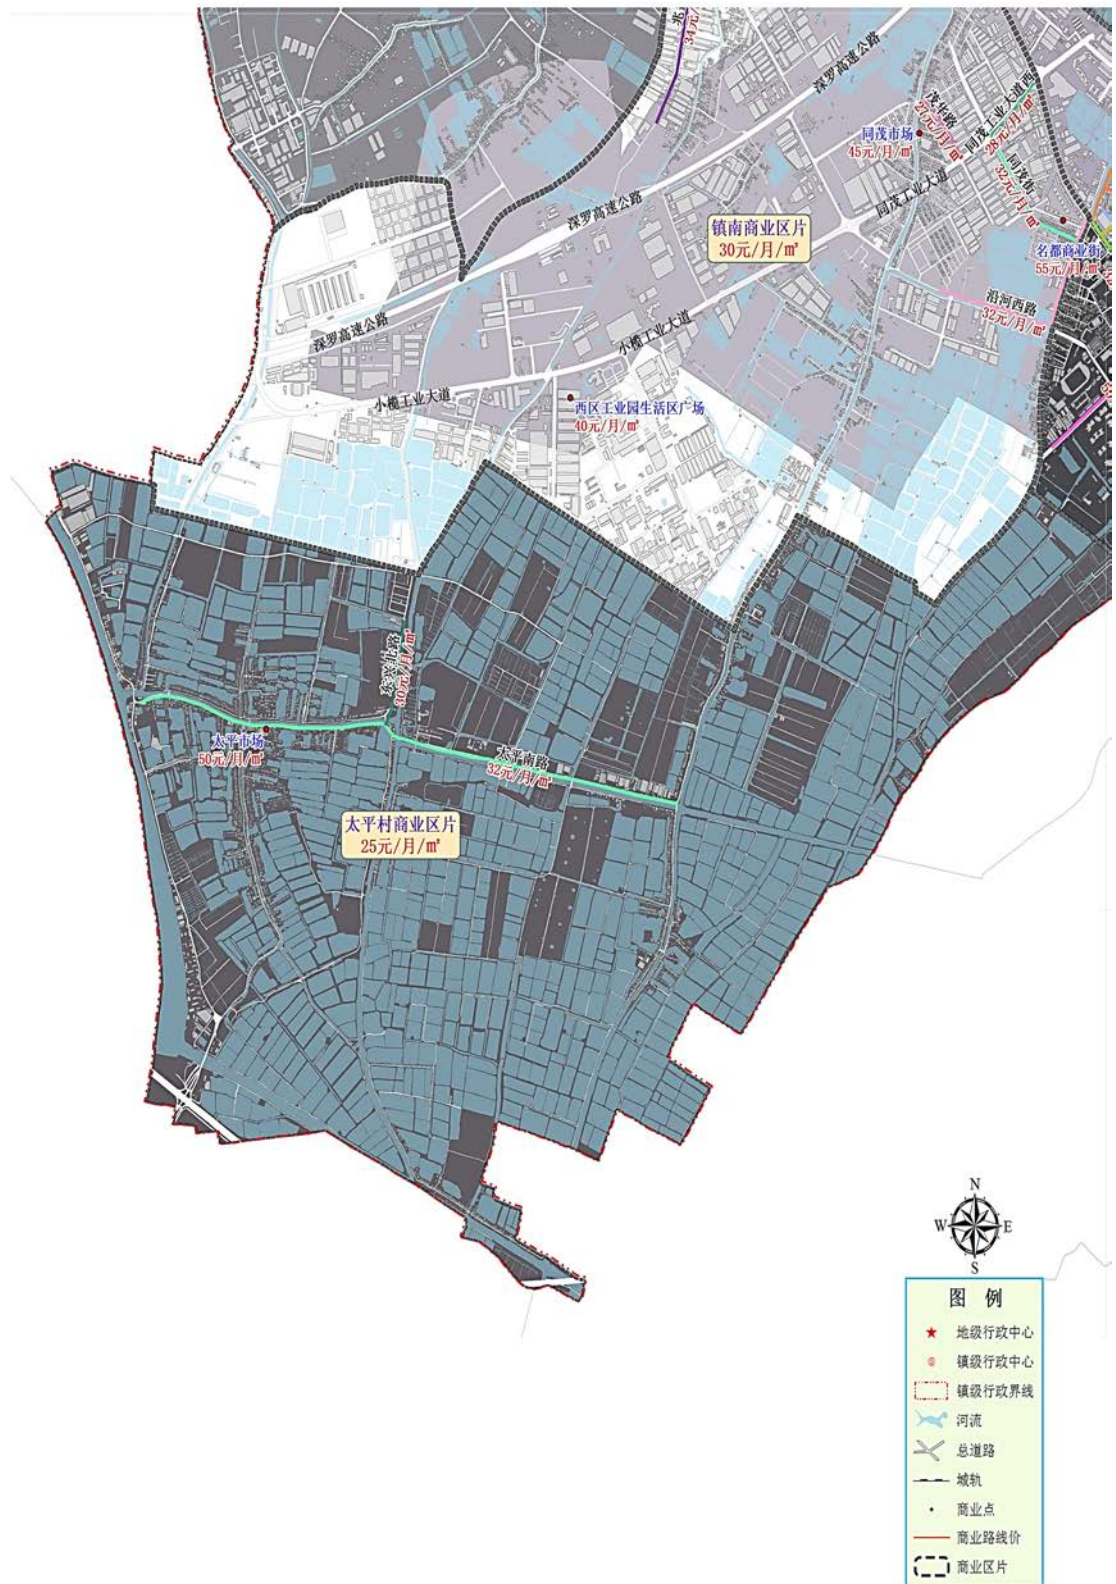 34元/
深罗高速公路
茂华路
27元/月/㎡
同茂工业大道西
28元/月/㎡
同茂市场
45元/月/㎡
同茂街
32元/月/㎡
同茂工业大道
深罗高速公路
镇南商业区片
30元/月/㎡
名都商业街
55元/月/㎡
沿河西路
32元/月/㎡
深罗高速公路
小榄工业大道
小榄工业大道
西区工业园生活区广场
40元/月/㎡
30元/月/㎡
太平市场
50元/月/㎡
太平南路
32元/月/㎡
太平村商业区片
25元/月/㎡
N
W
E
S
图 例
地级行政中心
镇级行政中心
镇级行政界线
河流
总道路
城轨
商业点
商业路线价
商业区片